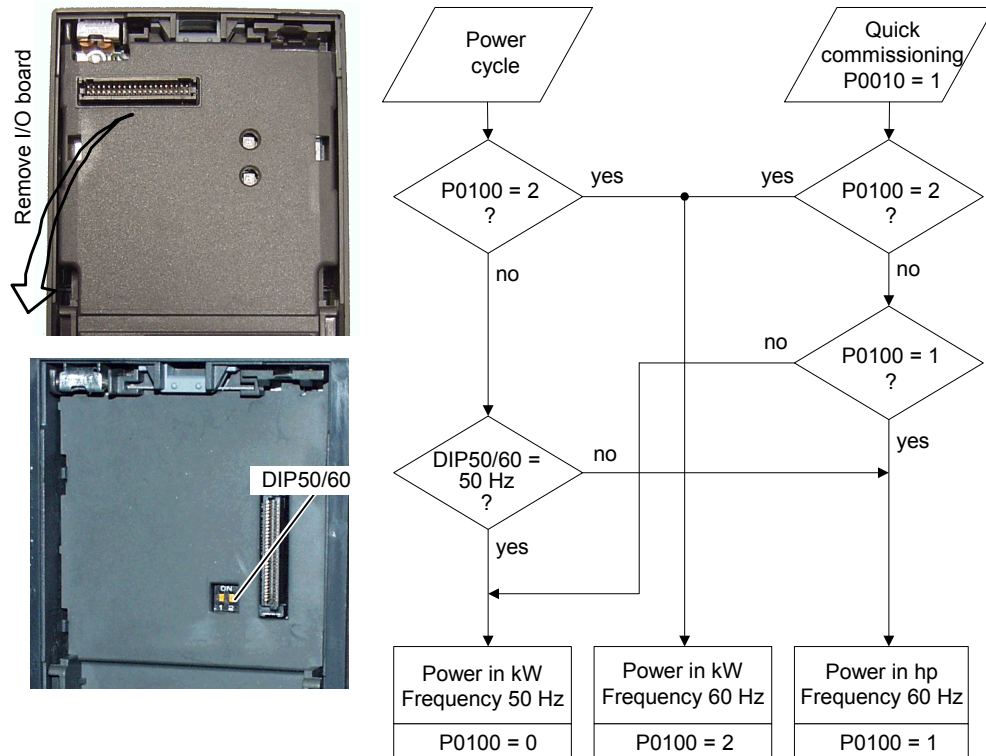 Remove I/O board
DIP50/60
ON
1 2
Power
cycle
Quick
commissioning
P0010 = 1
P0100 = 2
?
yes
yes
P0100 = 2
?
no
no
no
P0100 = 1
?
yes
DIP50/60 =
50 Hz
?
no
yes
Power in kW
Frequency 50 Hz
P0100 = 0
Power in kW
Frequency 60 Hz
P0100 = 2
Power in hp
Frequency 60 Hz
P0100 = 1